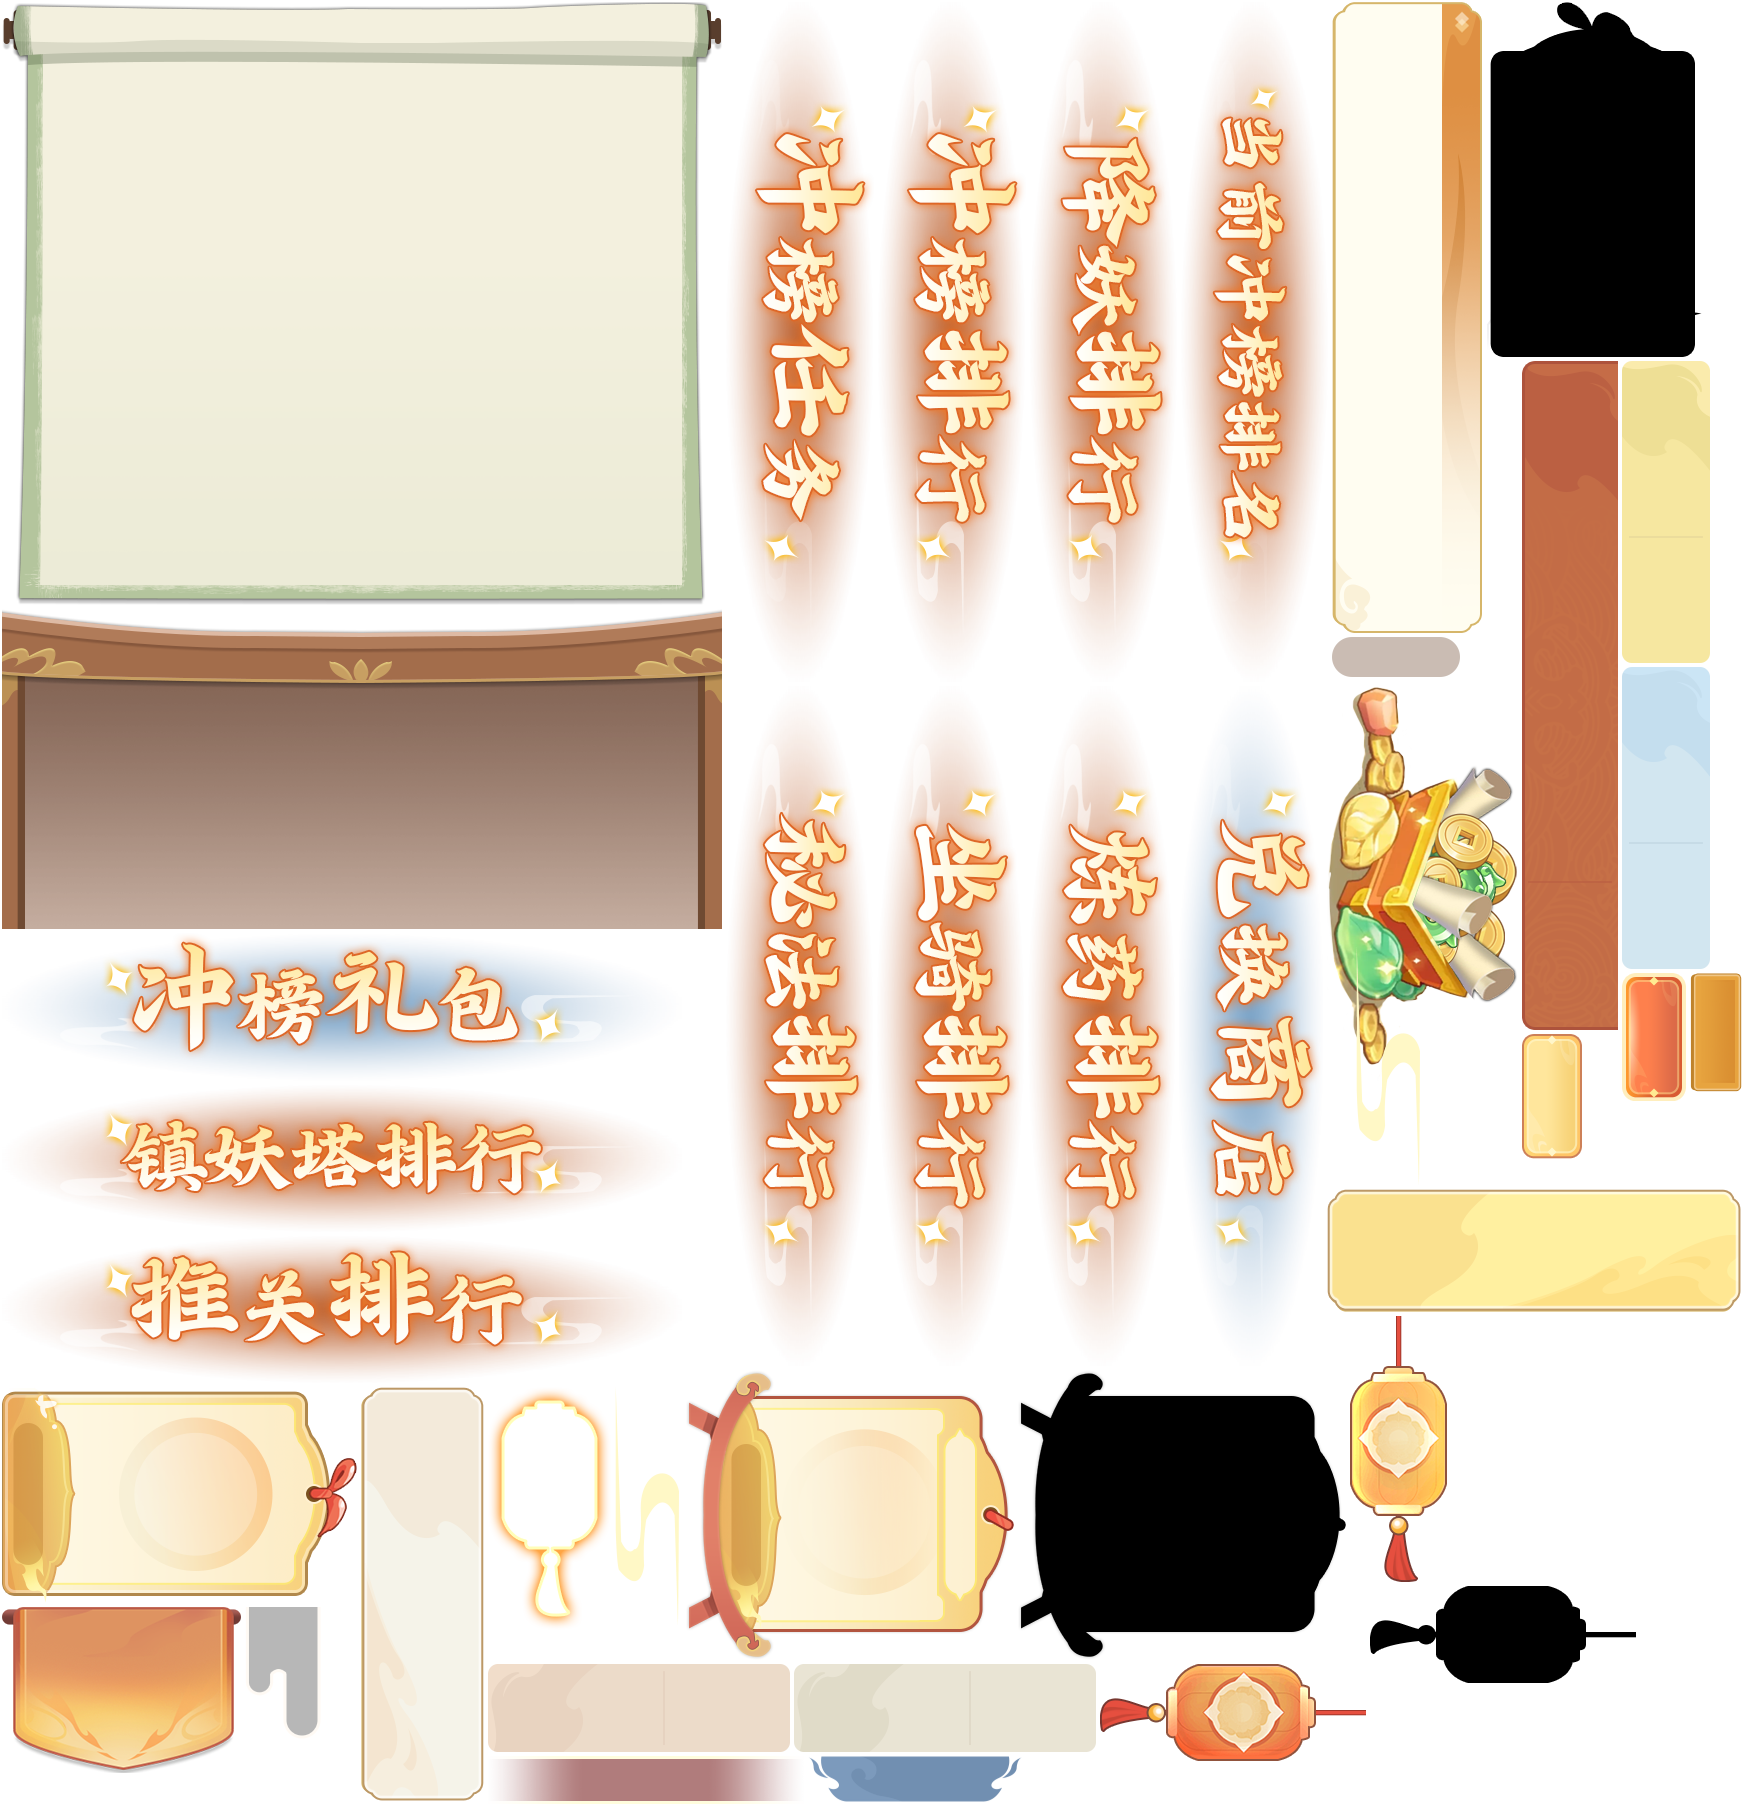 冲榜任务
冲榜排行
降妖排行
当前冲榜排名
秘法排行
坐骑排行
炼药排行
兑换商店
冲榜礼包
镇妖塔排行
推关排行